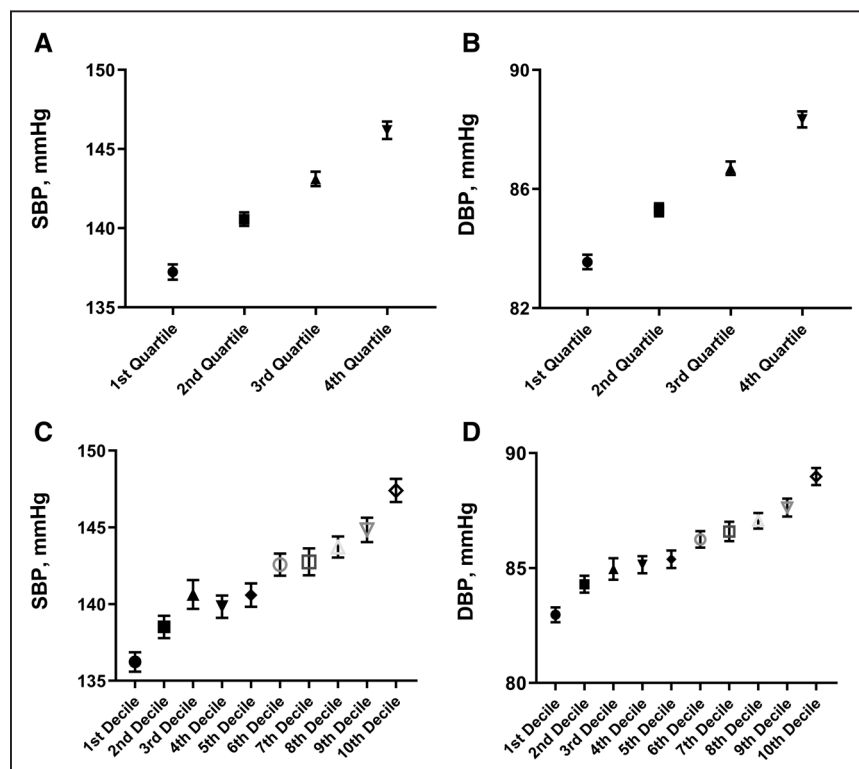 A
SBP, mmHg
150
145
140
135
1st Quartile
2nd Quartile
3rd Quartile
4th Quartile
B
DBP, mmHg
90
86
82
1st Quartile
2nd Quartile
3rd Quartile
4th Quartile
C
SBP, mmHg
150
145
140
135
1st Decile
2nd Decile
3rd Decile
4th Decile
5th Decile
6th Decile
7th Decile
8th Decile
9th Decile
10th Decile
D
DBP, mmHg
90
85
80
1st Decile
2nd Decile
3rd Decile
4th Decile
5th Decile
6th Decile
7th Decile
8th Decile
9th Decile
10th Decile